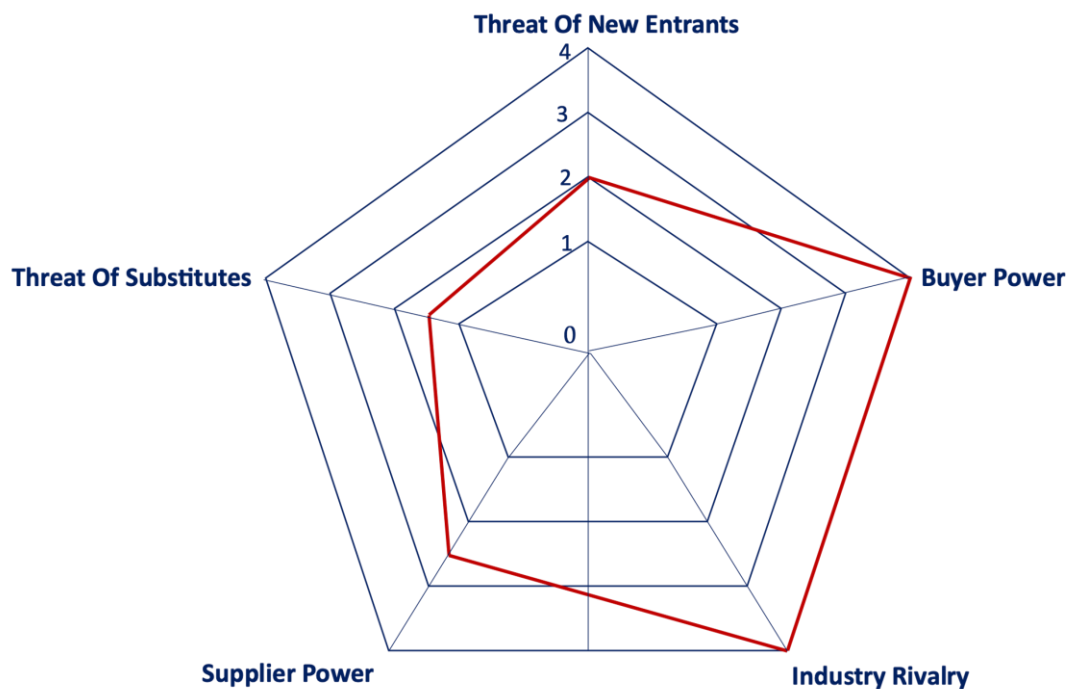 Threat Of New Entrants
4
3
2
1
0
Threat Of Substitutes
Buyer Power
Supplier Power
Industry Rivalry